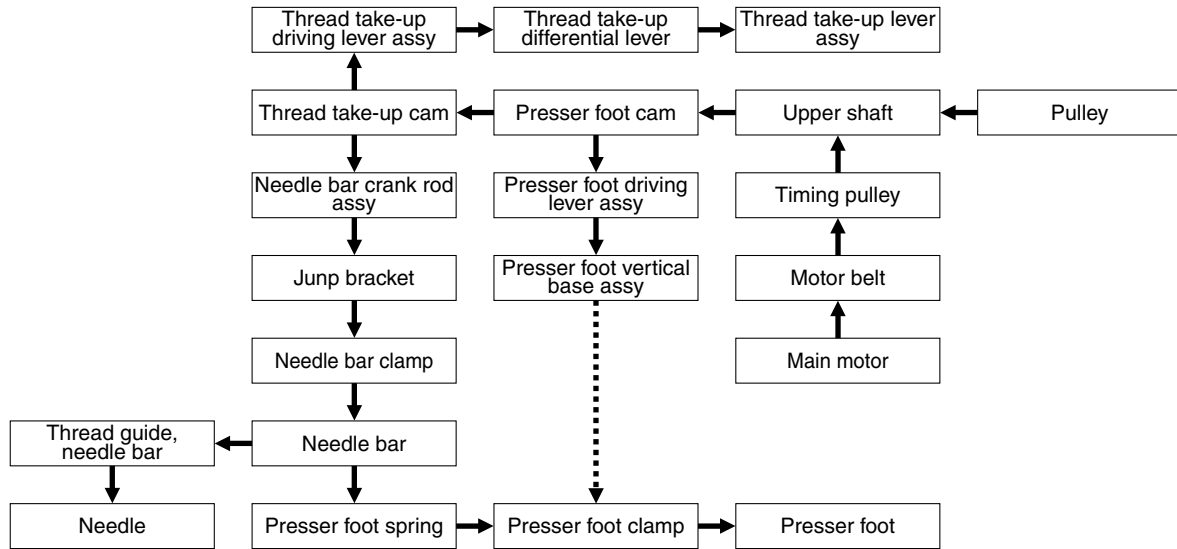 Thread take-up
driving lever assy
Thread take-up
differential lever
Thread take-up lever
assy
Thread take-up cam
Presser foot cam
Upper shaft
Pulley
Needle bar crank rod
assy
Presser foot driving
lever assy
Timing pulley
Junp bracket
Presser foot vertical
base assy
Motor belt
Needle bar clamp
Main motor
Thread guide,
needle bar
Needle bar
Needle
Presser foot spring
Presser foot clamp
Presser foot